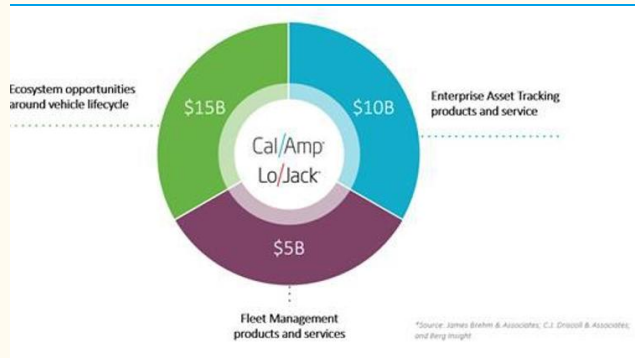 Ecosystem opportunities
around vehicle lifecycle
$15B
$10B
Enterprise Asset Tracking
products and service
Cal/Amp
Lo/Jack
$5B
Fleet Management
products and services
*Source: James Brehm & Associates; C.J. Driscoll & Associates,
and Berg Insight